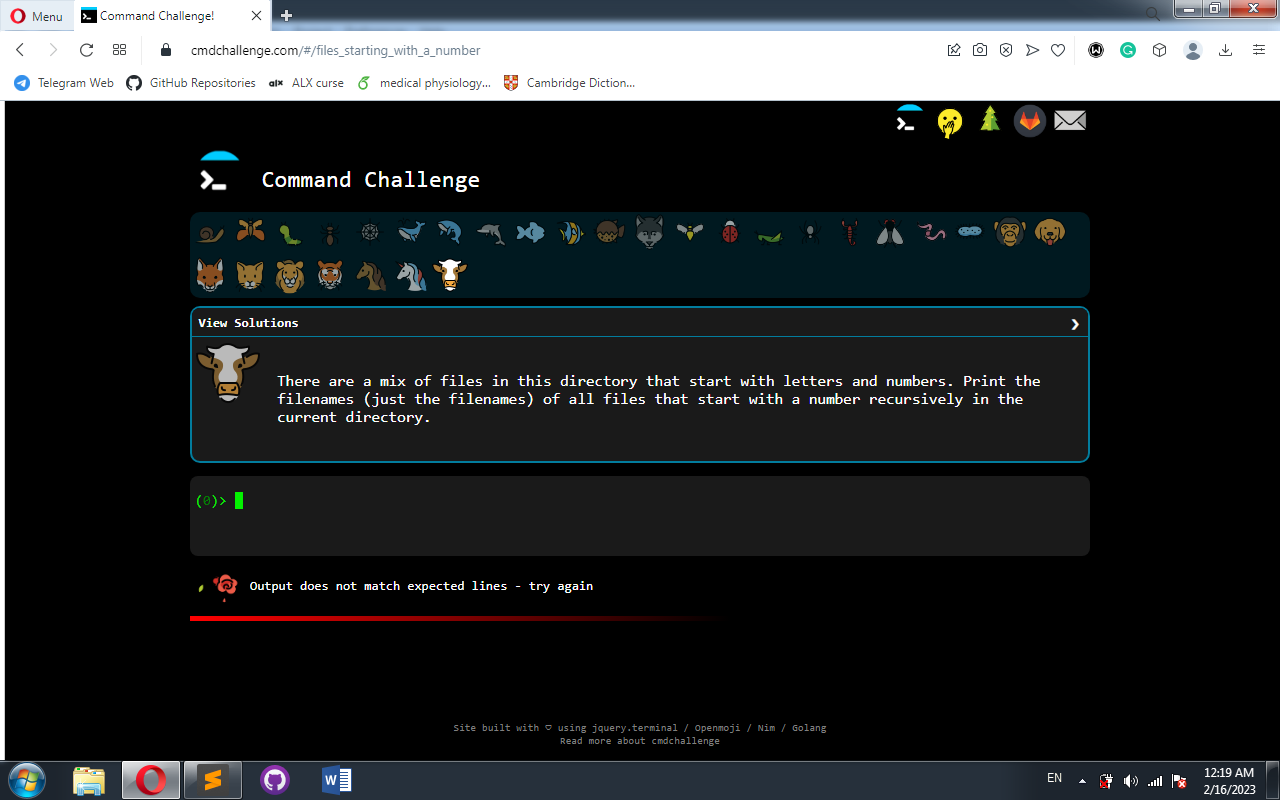 Menu
Command Challenge!
cmdchallenge.com/#/files_starting_with_a_number
Telegram Web
GitHub Repositories
alx
ALX curse
medical physiology...
Cambridge Diction...
Command Challenge
View Solutions
There are a mix of files in this directory that start with letters and numbers. Print the
filenames (just the filenames) of all files that start with a number recursively in the
current directory.
(0)>
Output does not match expected lines - try again
Site built with ♡ using jquery.terminal / Openmoji / Nim / Golang
Read more about cmdchallenge
EN
12:19 AM
2/16/2023